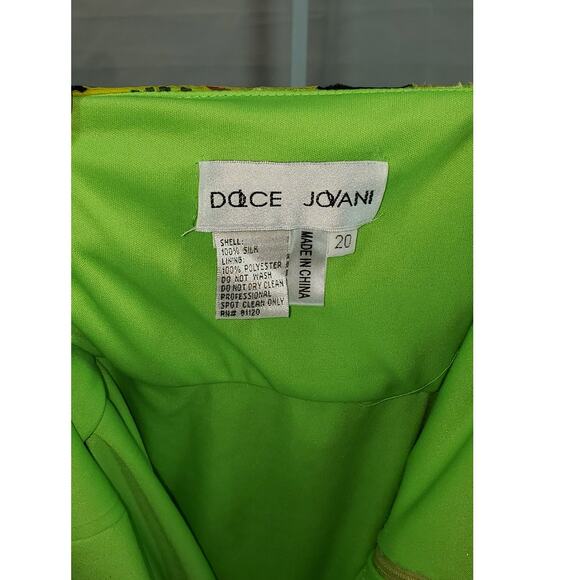 DOLCE JOVANI
20
MADE IN CHINA
SHELL:
100% SILK
LINING:
100% POLYESTER
DO NOT WASH
DO NOT DRY CLEAN
PROFESSIONAL
SPOT CLEAN ONLY
RN# 91120